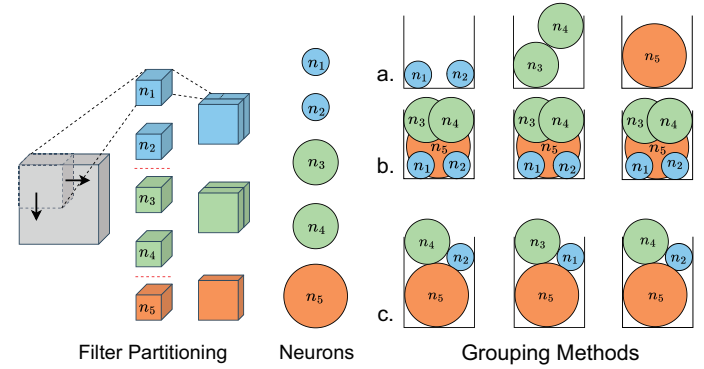 n₁
n₂
n₃
n₄
n₅
Filter Partitioning
n₁
n₂
n₃
n₄
n₅
Neurons
a.
n₁ n₂
n₄
n₃
n₅
b.
n₃ n₄
n₅
n₁ n₂
n₃ n₄
n₅
n₁ n₂
n₃ n₄
n₅
n₁ n₂
c.
n₄
n₂
n₅
n₃
n₁
n₅
n₄
n₂
n₅
Grouping Methods